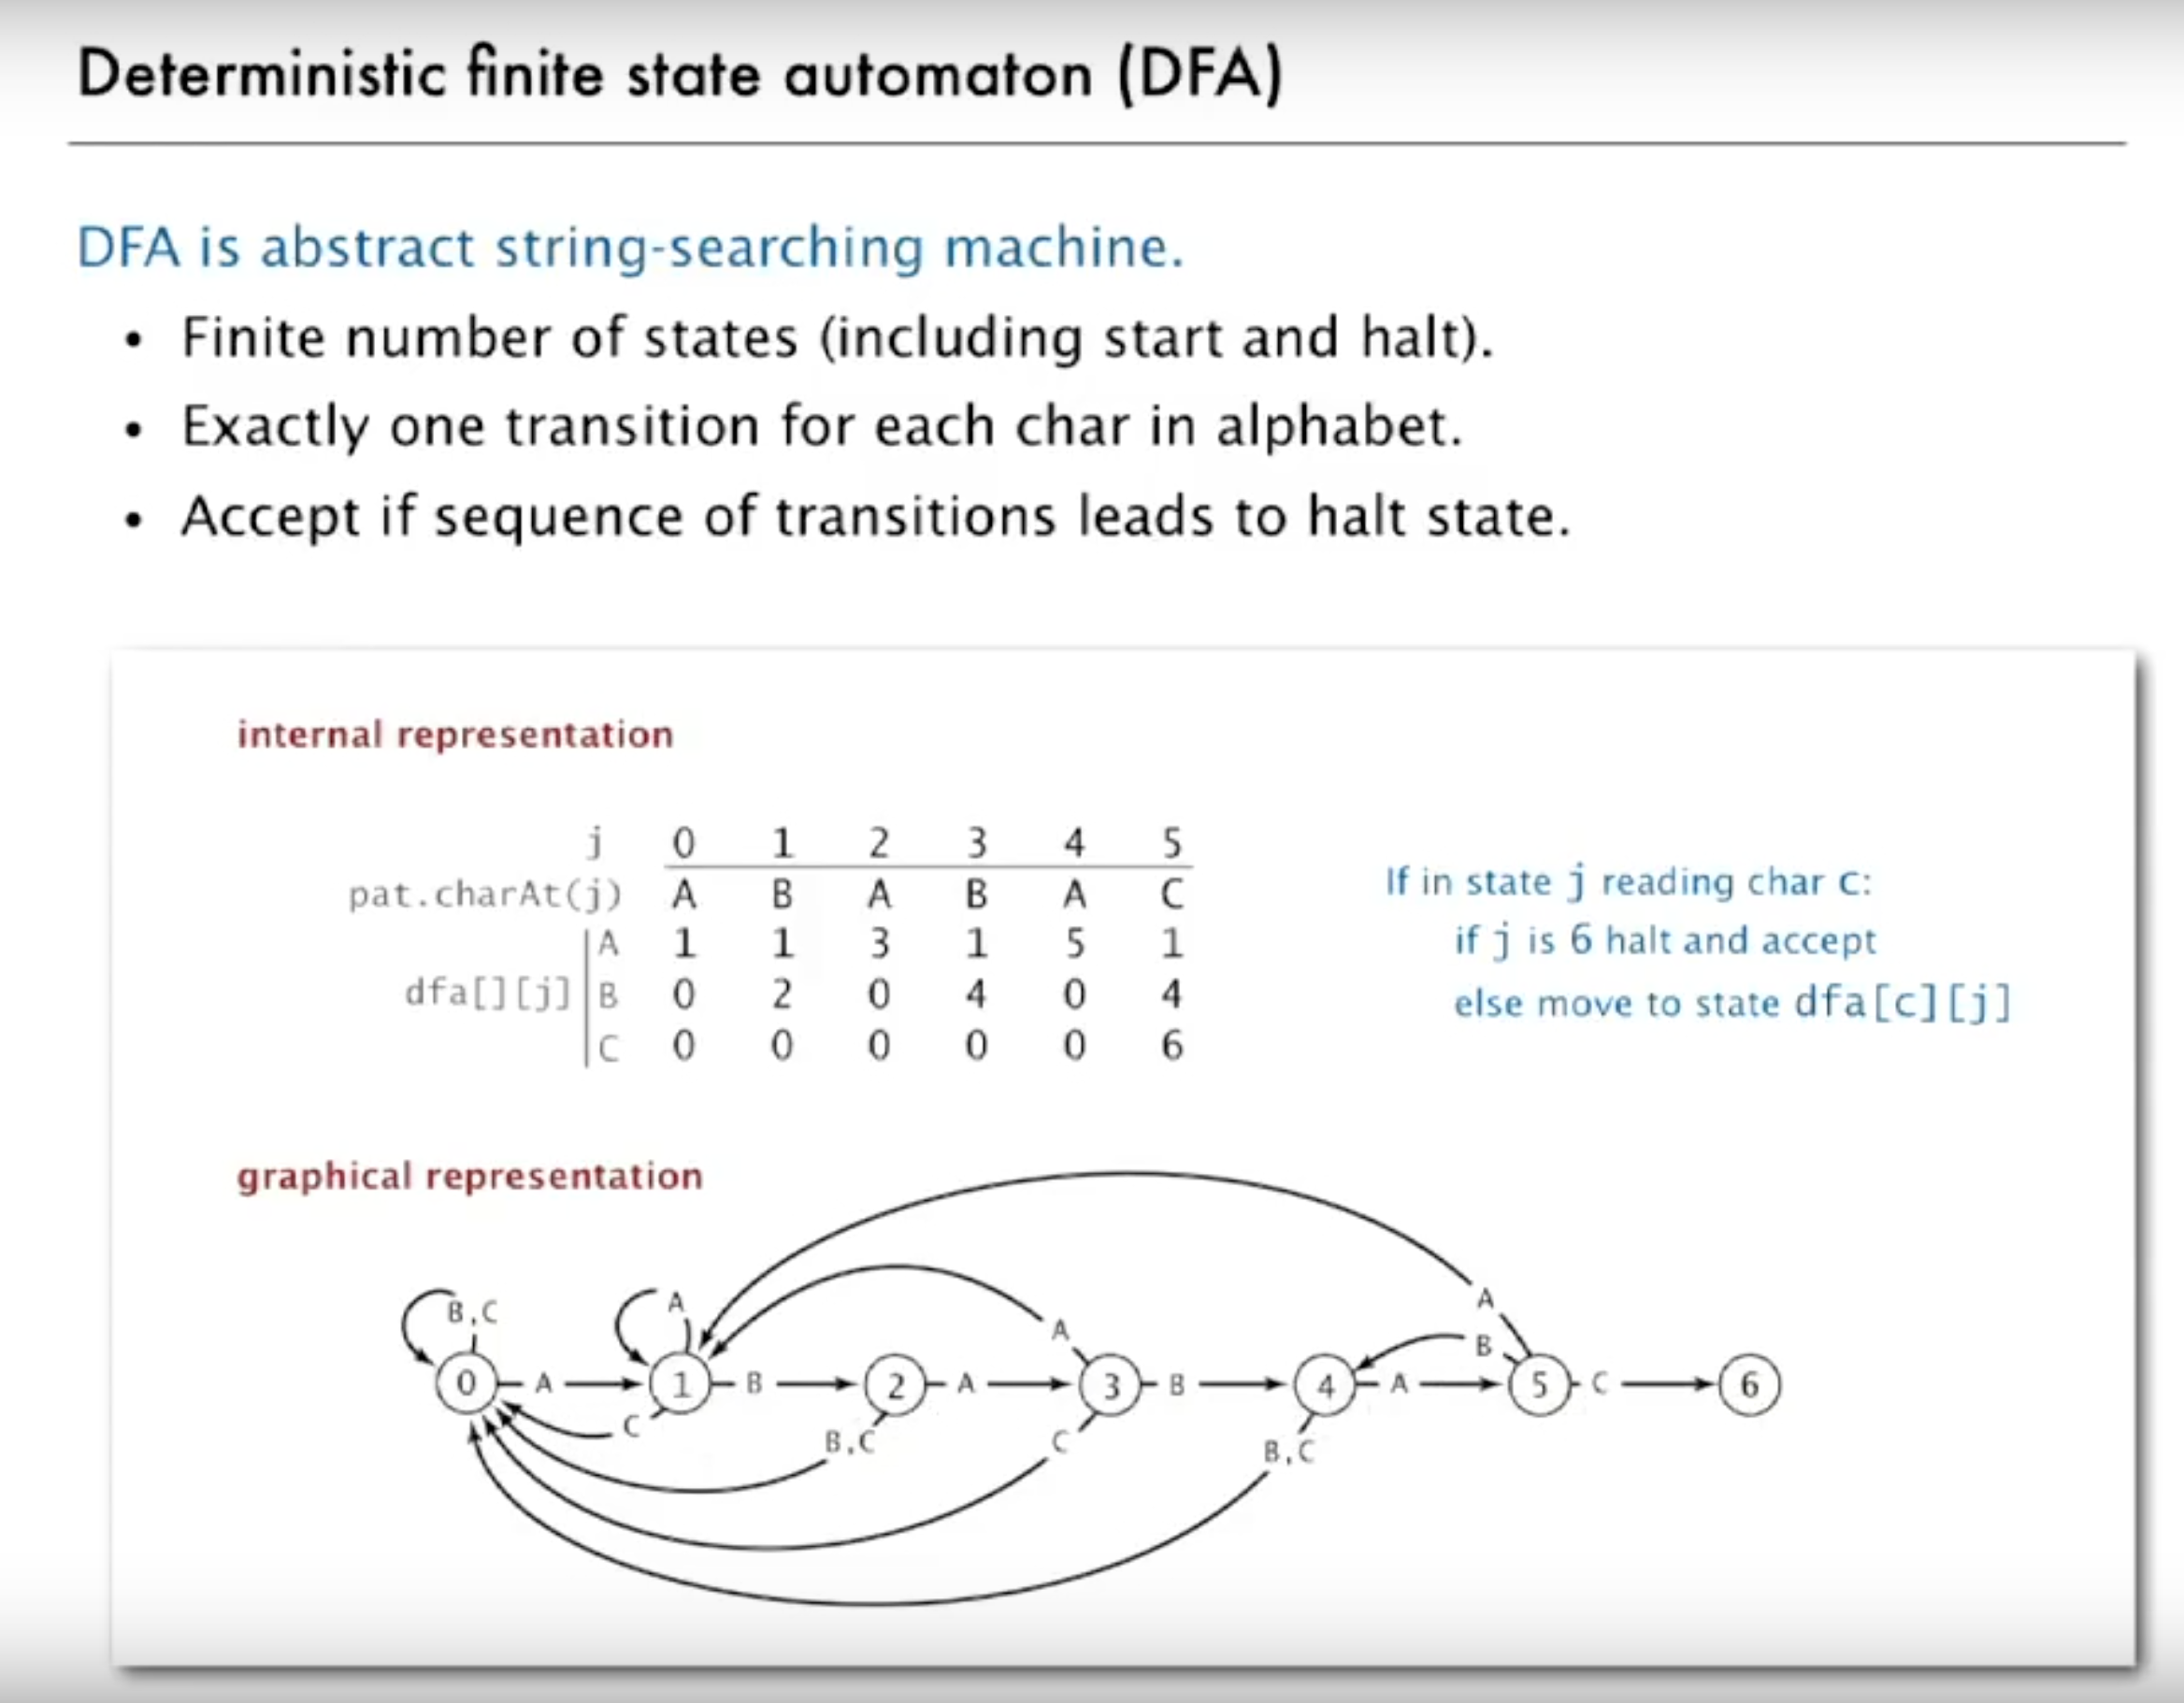 Deterministic finite state automaton (DFA)
DFA is abstract string-searching machine.
• Finite number of states (including start and halt).
• Exactly one transition for each char in alphabet.
• Accept if sequence of transitions leads to halt state.
internal representation
j 0 1 2 3 4 5
pat.charAt(j) A B A B A C
A 1 1 3 1 5 1
dfa[][j] B 0 2 0 4 0 4
C 0 0 0 0 0 6
If in state j reading char c:
if j is 6 halt and accept
else move to state dfa[c][j]
graphical representation
B,C A A A B
0 A 1 B 2 A 3 B 4 A 5 C 6
C B,C C B,C